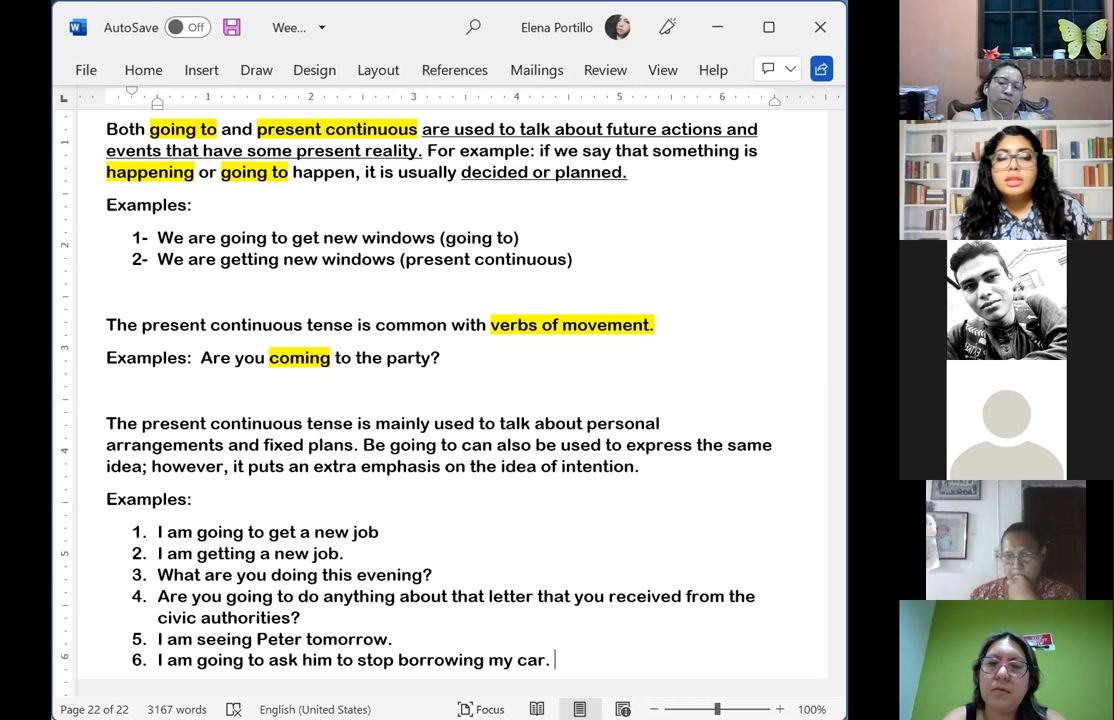 AutoSave Off Wee... Elena Portillo
File Home Insert Draw Design Layout References Mailings Review View Help
1 2 3 4 5 6
Both going to and present continuous are used to talk about future actions and
events that have some present reality. For example: if we say that something is
happening or going to happen, it is usually decided or planned.
Examples:
1- We are going to get new windows (going to)
2- We are getting new windows (present continuous)
The present continuous tense is common with verbs of movement.
Examples: Are you coming to the party?
The present continuous tense is mainly used to talk about personal
arrangements and fixed plans. Be going to can also be used to express the same
idea; however, it puts an extra emphasis on the idea of intention.
Examples:
1. I am going to get a new job
2. I am getting a new job.
3. What are you doing this evening?
4. Are you going to do anything about that letter that you received from the
civic authorities?
5. I am seeing Peter tomorrow.
6. I am going to ask him to stop borrowing my car.
Page 22 of 22 3167 words English (United States) Focus 100%